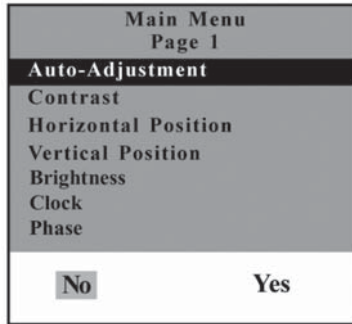 Main Menu
Page 1
Auto-Adjustment
Contrast
Horizontal Position
Vertical Position
Brightness
Clock
Phase
No Yes